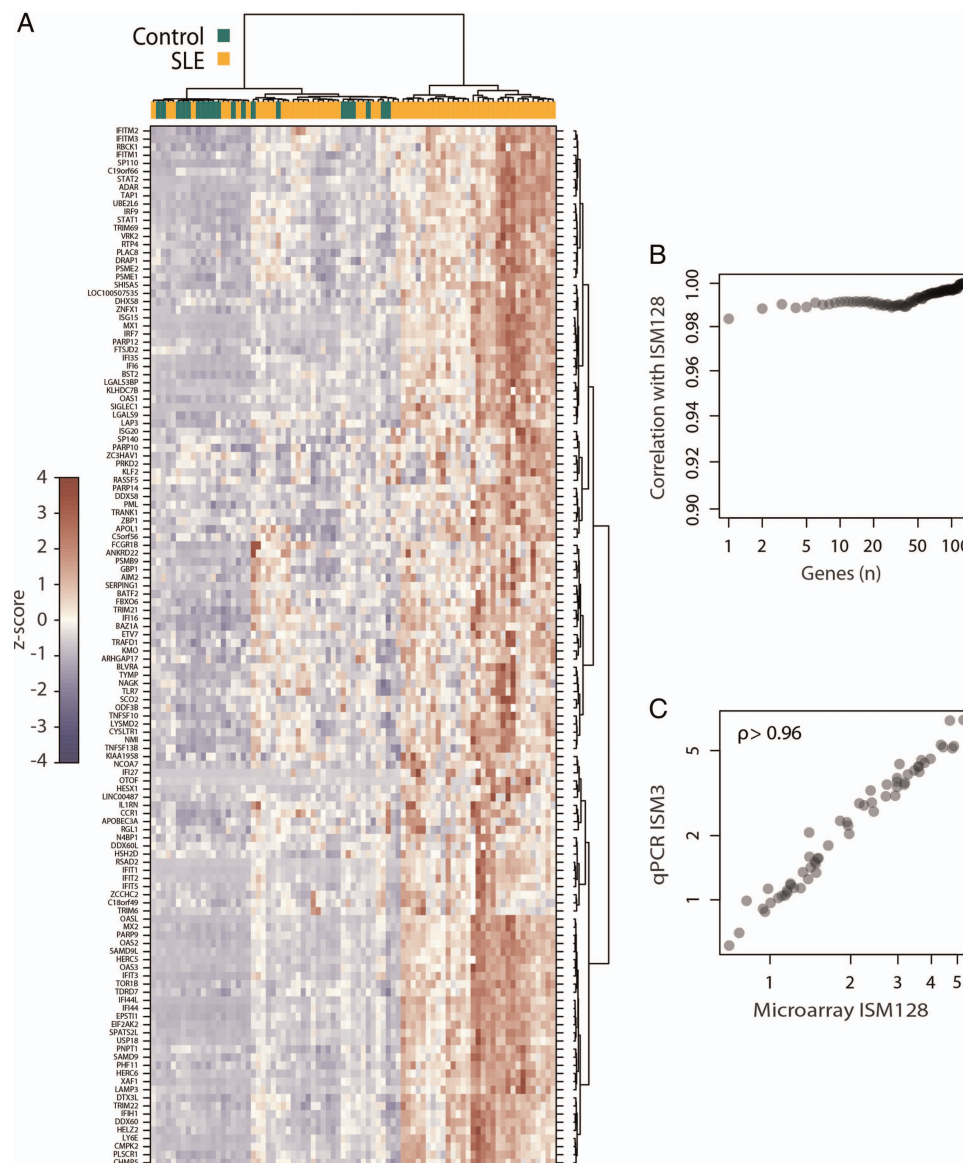 A
Control
SLE
IFITM2
IFITM3
RBCK1
IFITM1
SP110
C19orf66
STAT2
ADAR
TAP1
UBE2L6
IRF9
STAT1
TRIM69
VRK2
RTP4
PLAC8
DRAP1
PSME2
PSME1
SHISA5
LOC100507535
DHX58
ZNFX1
ISG15
MX1
IRF7
PARP12
FTSJD2
IFI35
IFI6
BST2
LGALS3BP
KLHDC7B
OAS1
SIGLEC1
LGALS9
LAP3
ISG20
SP140
PARP10
ZC3HAV1
PRKD2
KLF2
RASSF5
PARP14
DDX58
PML
TRANK1
ZBP1
APOL1
C5orf56
FCGR1B
ANKRD22
PSMB9
GBP1
AIM2
SERPING1
BATF2
FBXO6
TRIM21
IFI16
BAZ1A
ETV7
TRAFD1
KMO
ARHGAP17
BLVRA
TYMP
NAGK
TLR7
SCO2
ODF3B
TNFSF10
LYSMD2
CYSLTR1
NMI
TNFSF13B
KIAA1958
NCOA7
IFI27
OTOF
HESX1
LINC00487
IL1RN
CCR1
APOBEC3A
RGL1
N4BP1
DDX60L
HSH2D
RSAD2
IFIT1
IFIT2
IFIT5
ZCCHC2
C18orf49
TRIM6
OASL
MX2
PARP9
OAS2
SAMD9L
HERC5
OAS3
IFIT3
TOR1B
TDRD7
IFI44L
IFI44
EPSTI1
EIF2AK2
SPATS2L
USP18
PNPT1
SAMD9
PHF11
HERC6
XAF1
LAMP3
DTX3L
TRIM22
IFIH1
DDX60
HELZ2
LY6E
CMPK2
PLSCR1
CHMP5
z-score
4
3
2
1
0
-1
-2
-3
-4
B
Correlation with ISM128
1.00
0.98
0.96
0.94
0.92
0.90
1 2 5 10 20 50 100
Genes (n)
C
ρ> 0.96
qPCR ISM3
5
2
1
1 2 3 4 5
Microarray ISM128